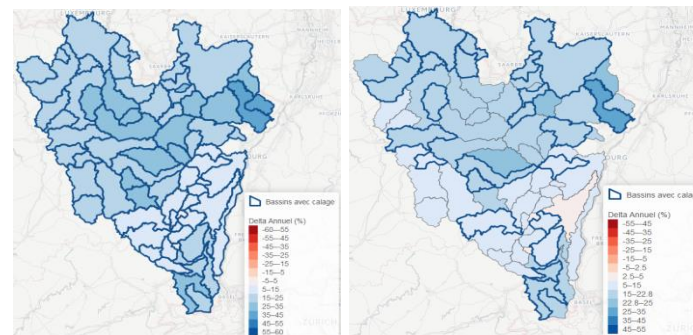 LUXEMBOURG
KAISERSLAUTERN
MANNHEIM
KARLSRUHE
Bassins avec calage
Delta Annuel (%)
-60–-55
-55–-45
-45–-35
-35–-25
-25–-15
-15–-5
-5–5
5–15
15–25
25–35
35–45
45–55
55–60
LUXEMBOURG
KAISERSLAUTERN
MANNHEIM
KARLSRUHE
Bassins avec cala
Delta Annuel (%)
-55–-45
-45–-35
-35–-25
-25–-15
-15–-5
-5–-2.5
2.5–5
5–15
15–22.8
22.8–25
25–35
35–45
45–55